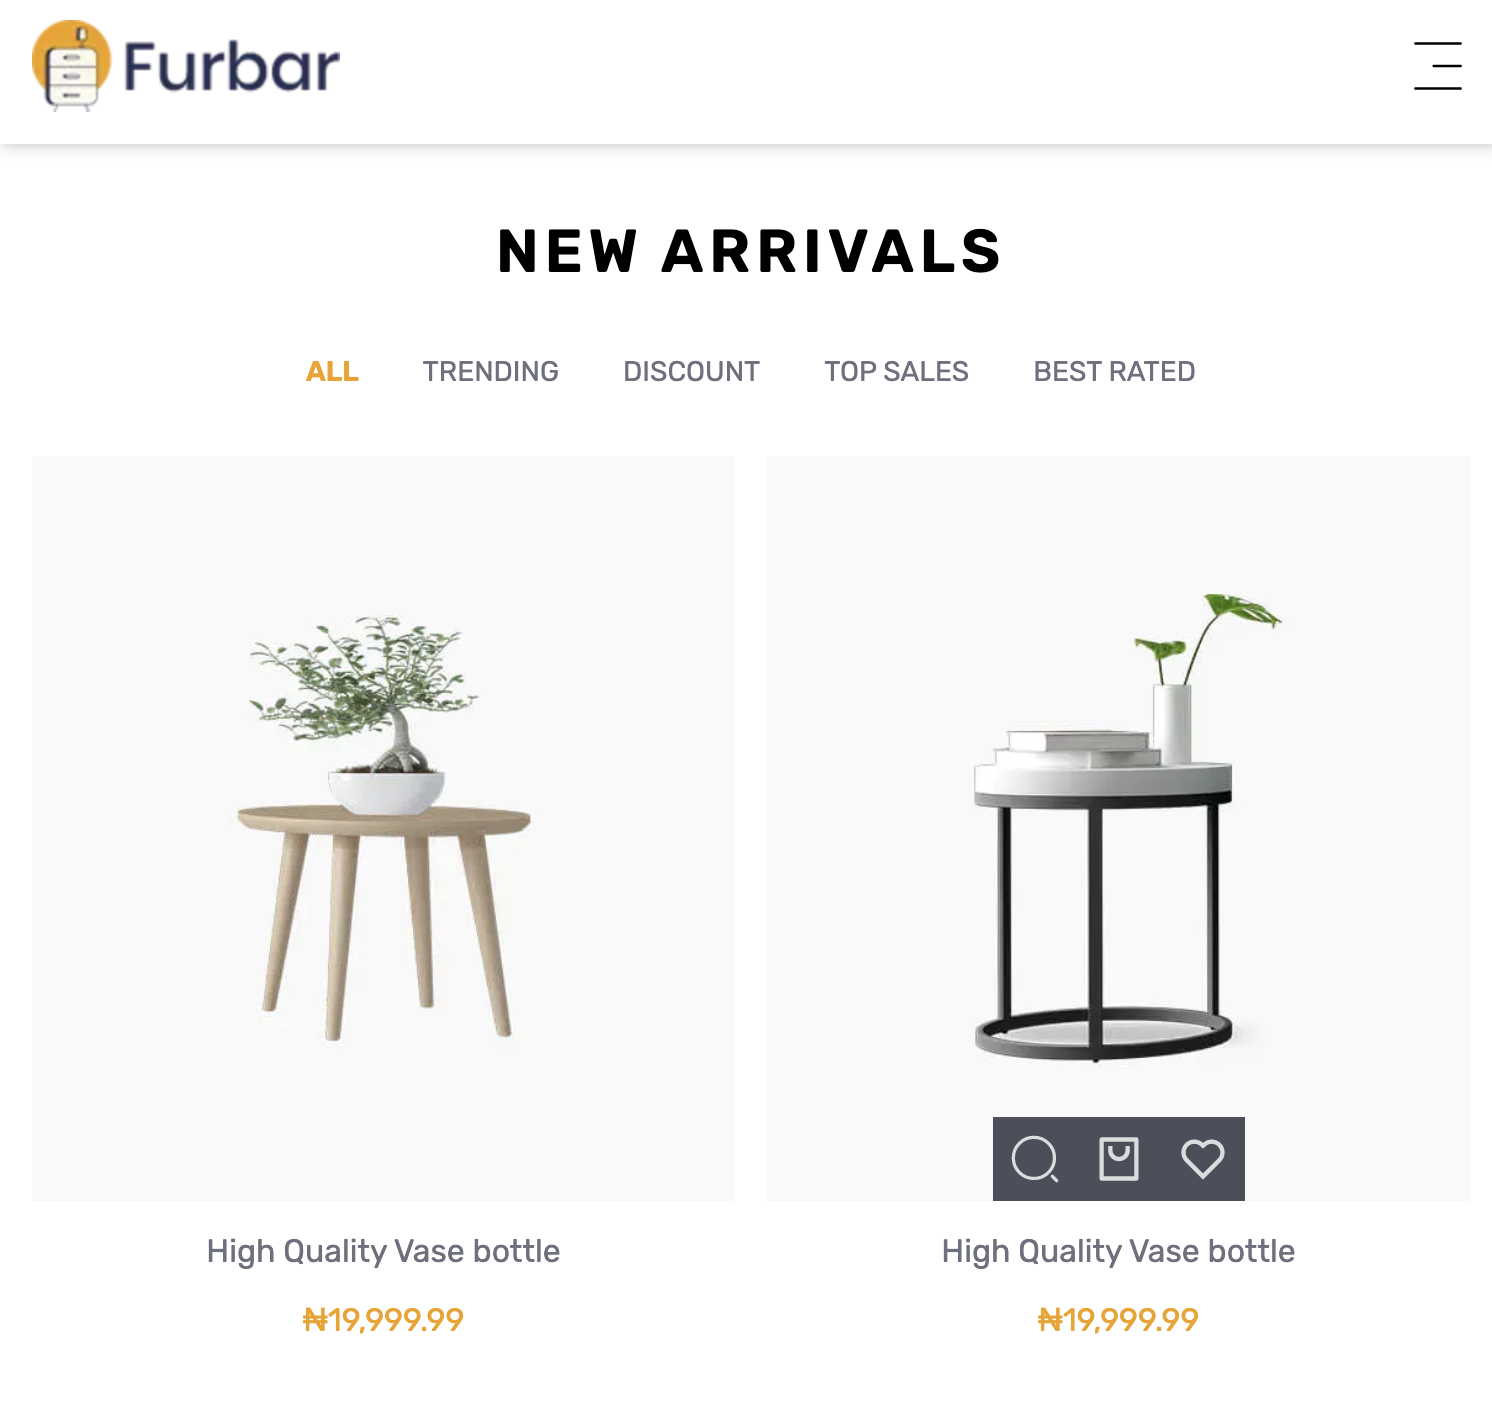 Furbar
NEW ARRIVALS
ALL TRENDING DISCOUNT TOP SALES BEST RATED
High Quality Vase bottle
₦19,999.99
High Quality Vase bottle
₦19,999.99